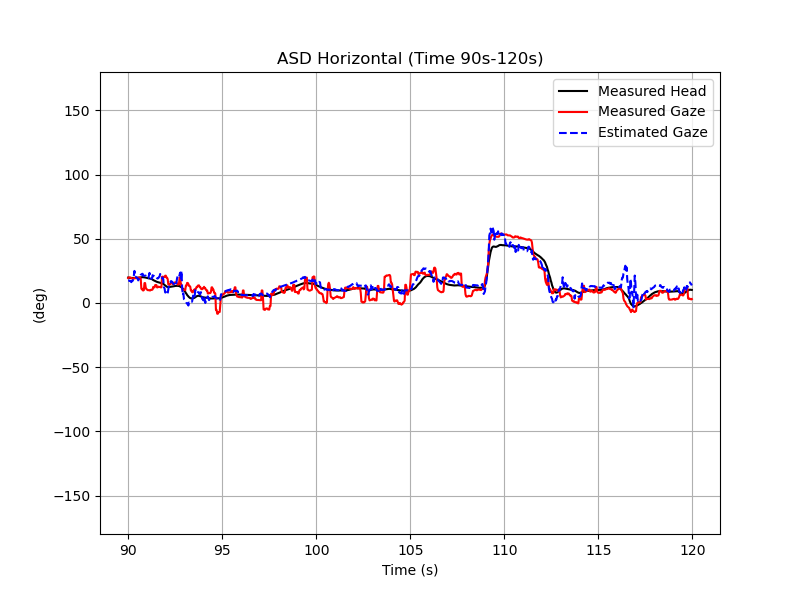 ASD Horizontal (Time 90s-120s)
Measured Head
Measured Gaze
Estimated Gaze
150
100
50
0
−50
−100
−150
(deg)
90
95
100
105
110
115
120
Time (s)